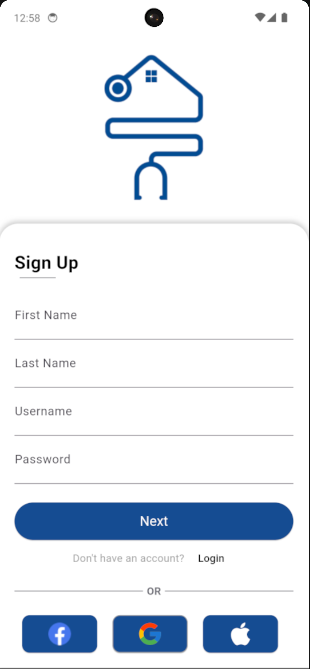 12:58
Sign Up
First Name
Last Name
Username
Password
Next
Don't have an account? Login
OR